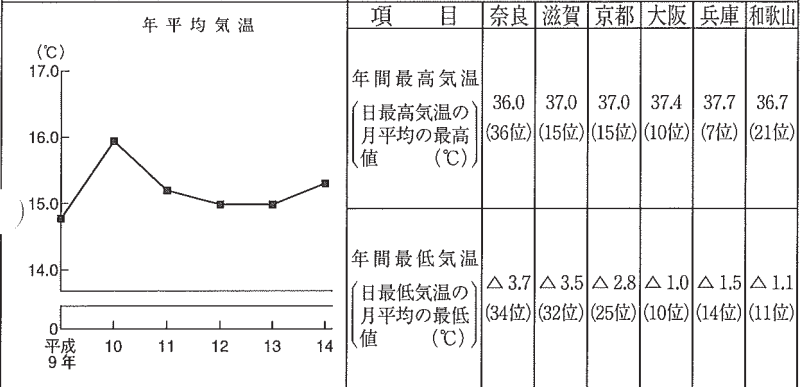 年平均気温
(℃)
17.0
16.0
15.0
14.0
0
平成
9年
10 11 12 13 14
項 目 奈良 滋賀 京都 大阪 兵庫 和歌山
年間最高気温
日最高気温の
月平均の最高
値 (℃)
36.0 37.0 37.0 37.4 37.7 36.7
(36位) (15位) (15位) (10位) (7位) (21位)
年間最低気温
日最低気温の
月平均の最低
値 (℃)
△3.7 △3.5 △2.8 △1.0 △1.5 △1.1
(34位) (32位) (25位) (10位) (14位) (11位)